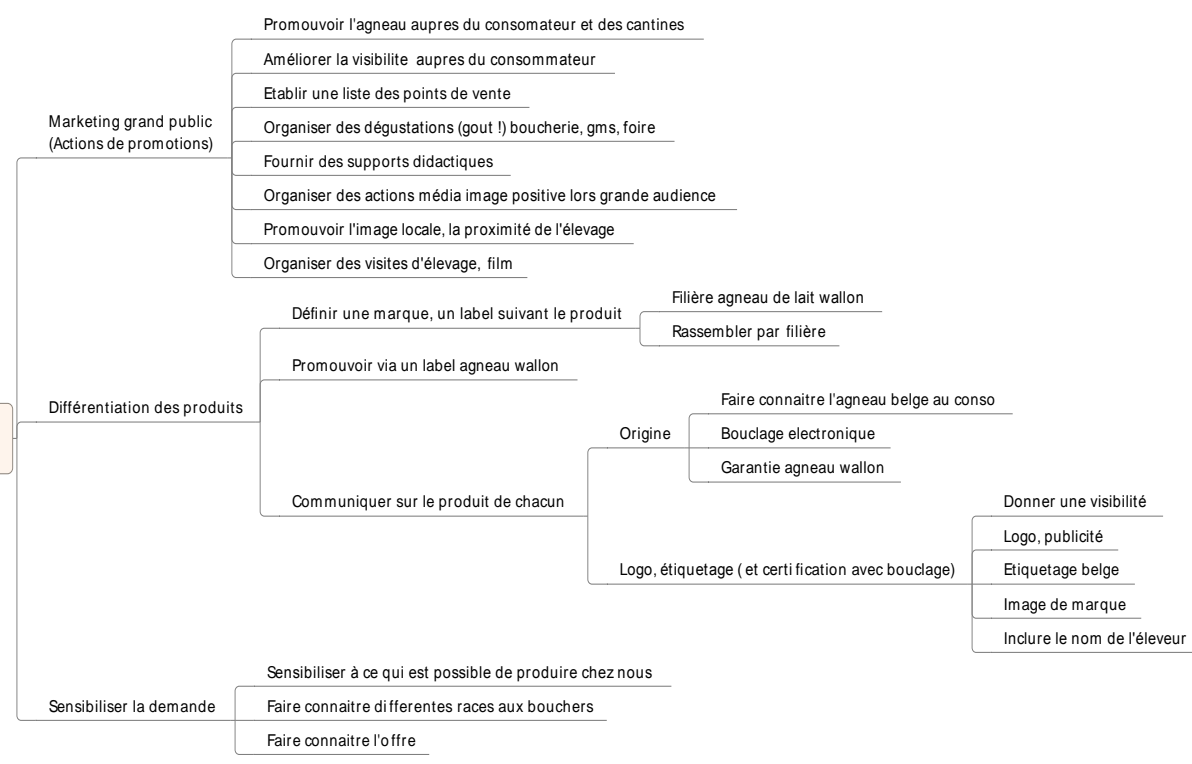 Promouvoir l'agneau aupres du consomateur et des cantines
Améliorer la visibilite aupres du consommateur
Etablir une liste des points de vente
Marketing grand public
(Actions de promotions)
Organiser des dégustations (gout !) boucherie, gms, foire
Fournir des supports didactiques
Organiser des actions média image positive lors grande audience
Promouvoir l'image locale, la proximité de l'élevage
Organiser des visites d'élevage, film
Différentiation des produits
Définir une marque, un label suivant le produit
Filière agneau de lait wallon
Rassembler par filière
Promouvoir via un label agneau wallon
Communiquer sur le produit de chacun
Origine
Faire connaitre l'agneau belge au conso
Bouclage electronique
Garantie agneau wallon
Logo, étiquetage ( et certification avec bouclage)
Donner une visibilité
Logo, publicité
Etiquetage belge
Image de marque
Inclure le nom de l'éleveur
Sensibiliser la demande
Sensibiliser à ce qui est possible de produire chez nous
Faire connaitre differentes races aux bouchers
Faire connaitre l'offre